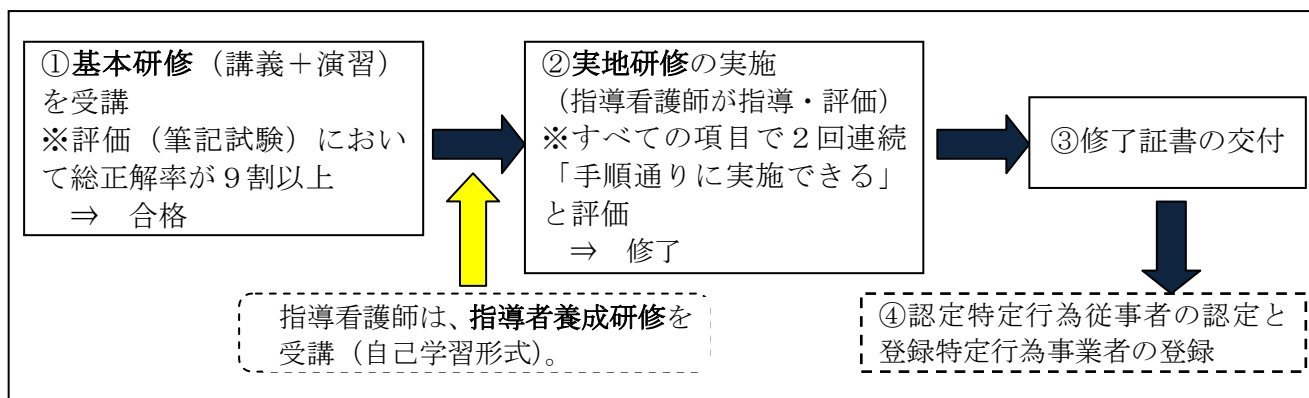 ①基本研修（講義＋演習）
を受講
※評価（筆記試験）におい
て総正解率が９割以上
⇒　合格
②実地研修の実施
（指導看護師が指導・評価）
※すべての項目で２回連続
「手順通りに実施できる」
と評価
⇒　修了
③修了証書の交付
指導看護師は、指導者養成研修を
受講（自己学習形式）。
④認定特定行為従事者の認定と
登録特定行為事業者の登録